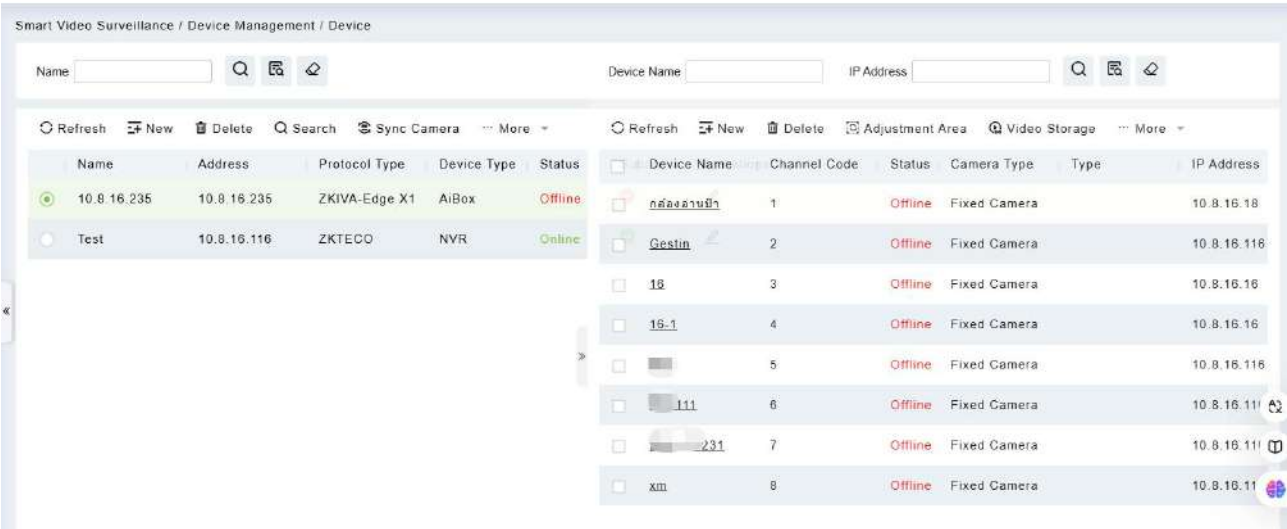 Smart Video Surveillance / Device Management / Device
Name
Device Name IP Address
Refresh New Delete Search Sync Camera ··· More
Refresh New Delete Adjustment Area Video Storage ··· More
Name Address Protocol Type Device Type Status
10.8.16.235 10.8.16.235 ZKIVA-Edge X1 AiBox Offline
Test 10.8.16.116 ZKTECO NVR Online
Device Name Channel Code Status Camera Type Type IP Address
กล่องอ่านป้า 1 Offline Fixed Camera 10.8.16.18
Gestin 2 Offline Fixed Camera 10.8.16.116
16 3 Offline Fixed Camera 10.8.16.16
16-1 4 Offline Fixed Camera 10.8.16.16
5 Offline Fixed Camera 10.8.16.116
111 6 Offline Fixed Camera
231 7 Offline Fixed Camera
xm 8 Offline Fixed Camera